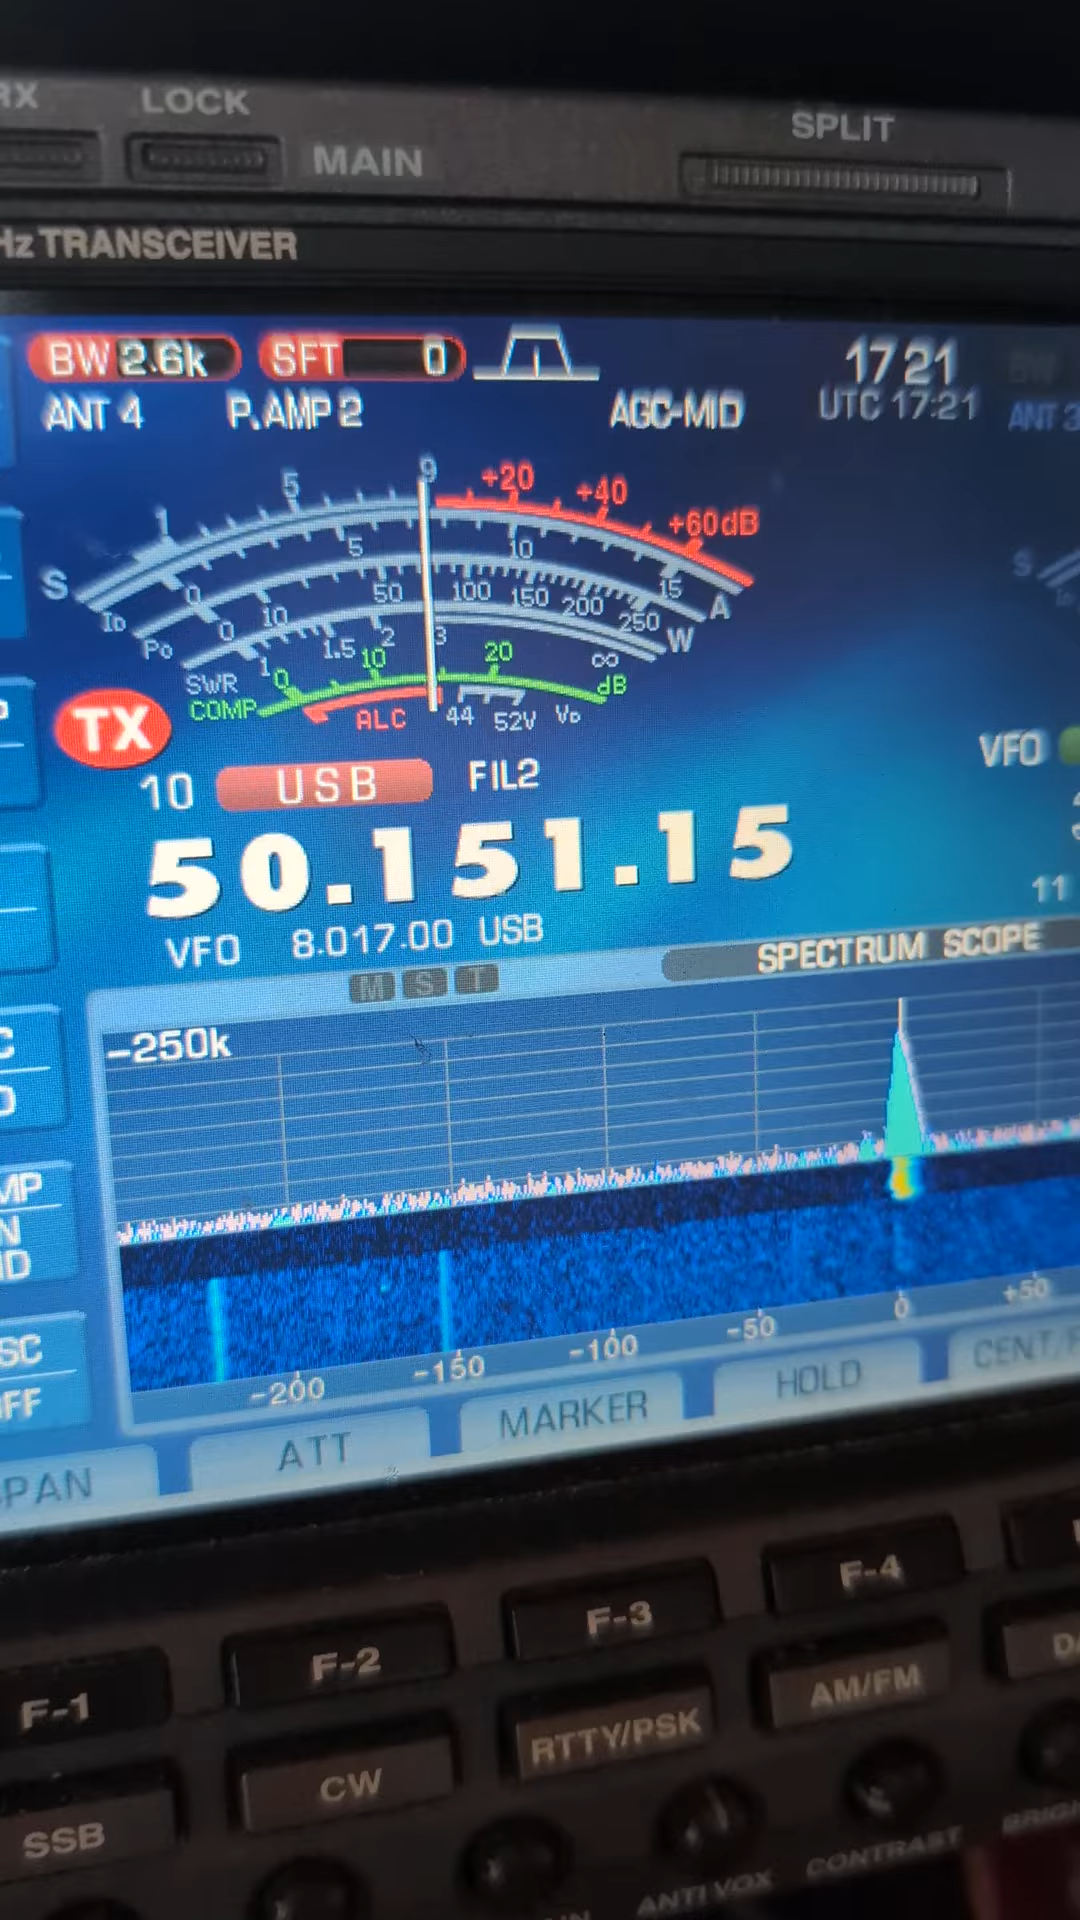 RX LOCK MAIN SPLIT
Hz TRANSCEIVER
BW 2.6k SFT 0 17 21
ANT 4 P.AMP 2 AGC-MID UTC 17:21 ANT 3
S 1 5 9 +20 +40 +60dB
ID 0 5 10 15 A
Po 0 10 50 100 150 200 250 W
SWR 1 1.5 2 3 ∞
COMP 0 10 20 dB
ALC 44 52V VD
S
TX
10 USB FIL2 VFO
50.151.15
VFO 8.017.00 USB 11
M S T SPECTRUM SCOPE
-250k
-200 -150 -100 -50 0 +50
SPAN ATT MARKER HOLD CENT/F
F-1 F-2 F-3 F-4
SSB CW RTTY/PSK AM/FM
ANTI VOX CONTRAST